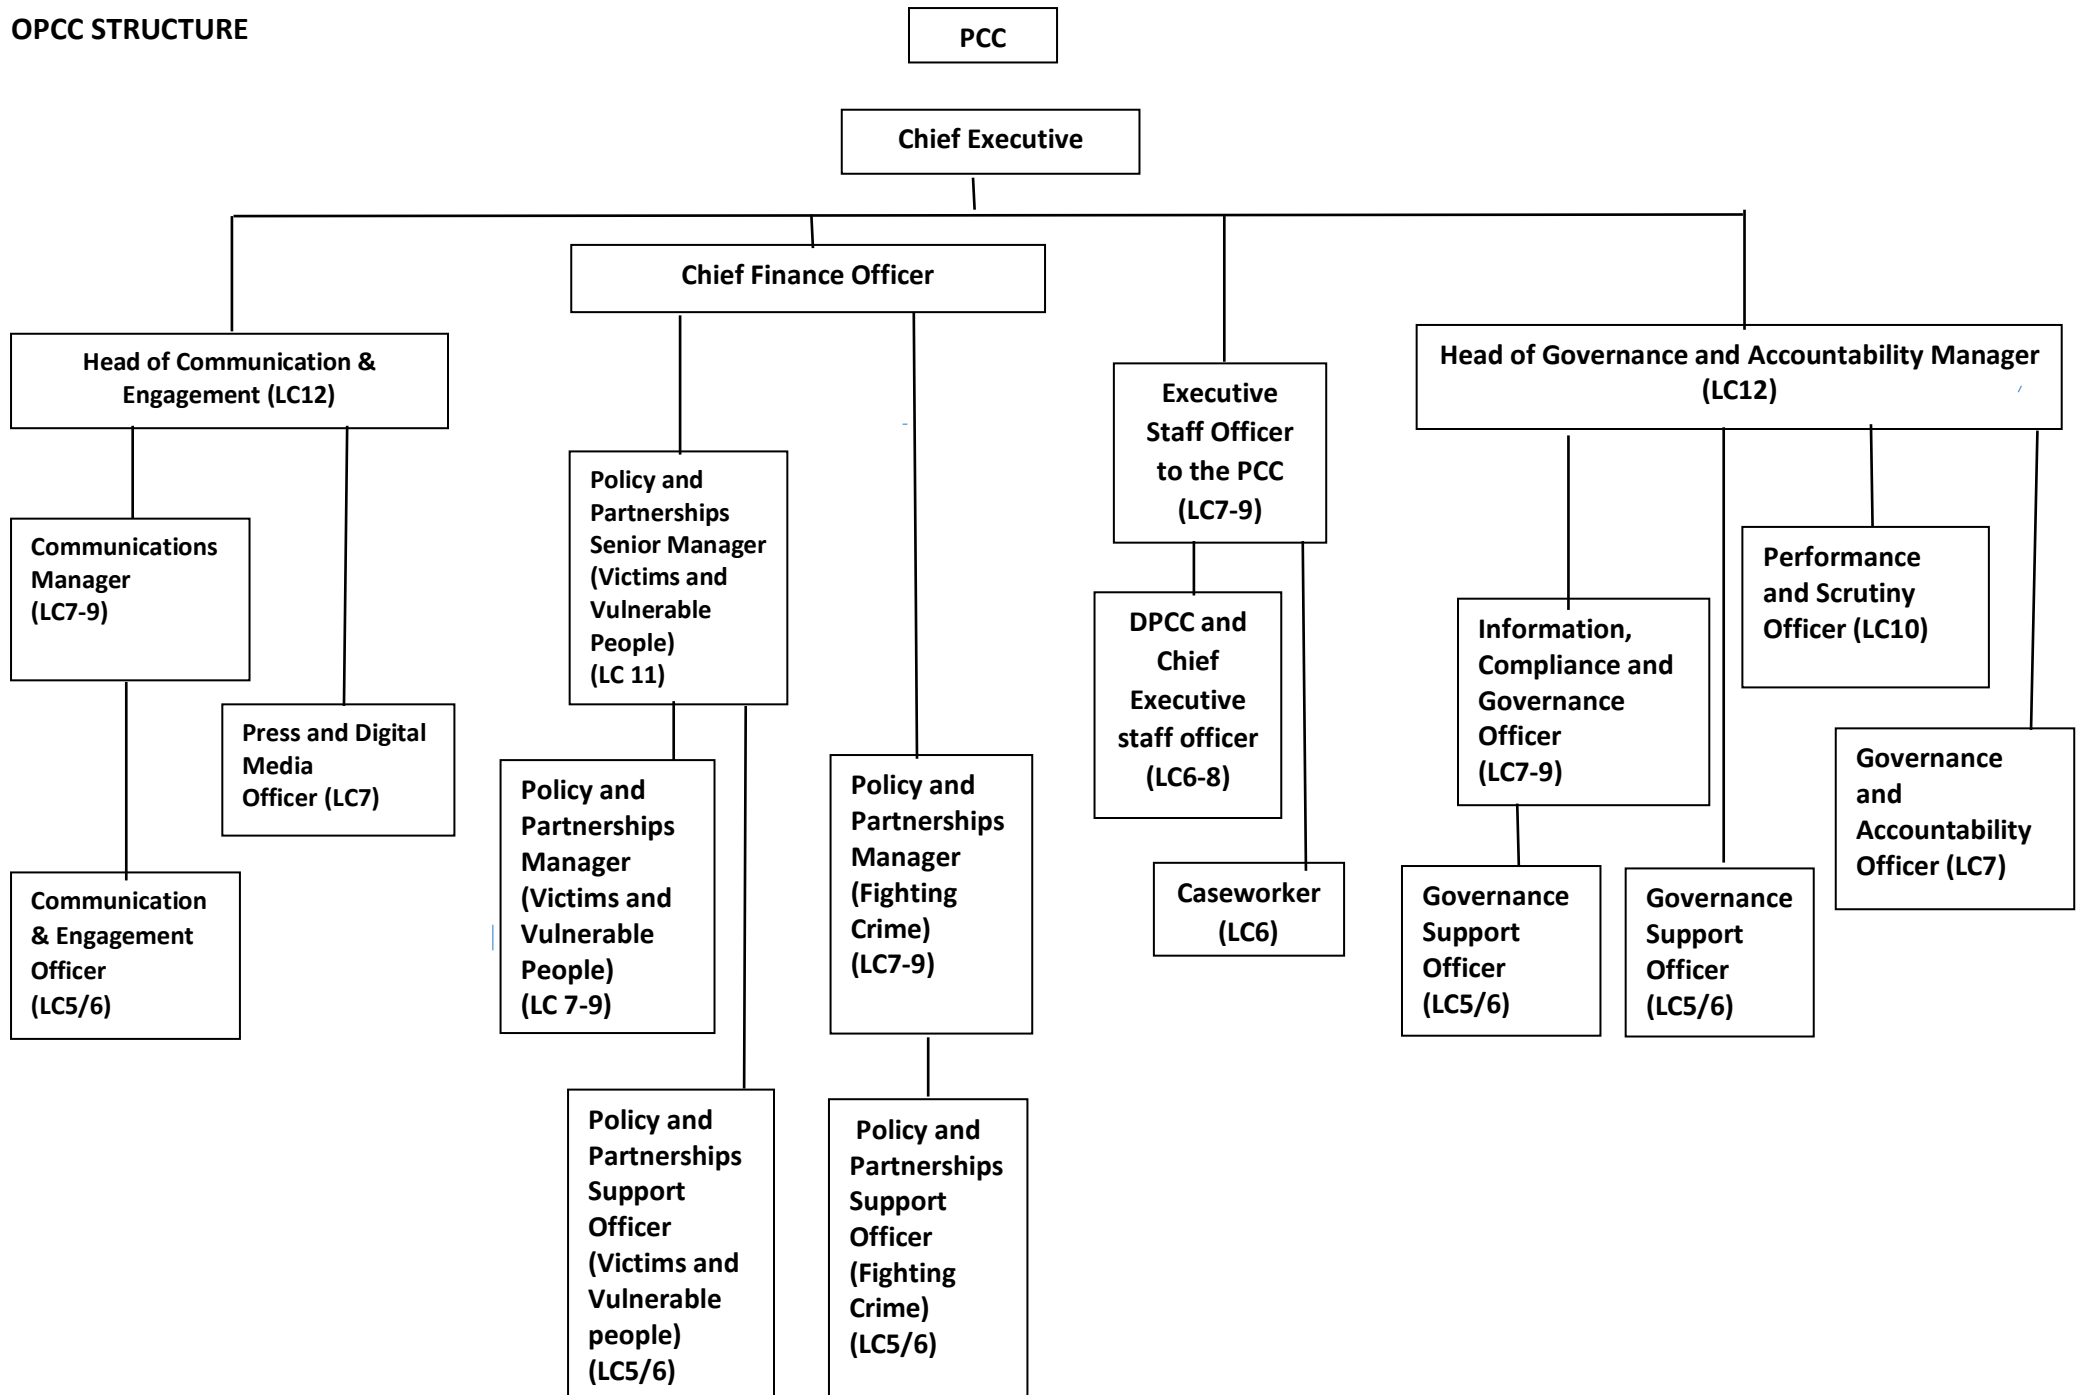 OPCC STRUCTURE
PCC
Chief Executive
Chief Finance Officer
Head of Communication &
Engagement (LC12)
Executive
Staff Officer
to the PCC
(LC7-9)
Head of Governance and Accountability Manager
(LC12)
Communications
Manager
(LC7-9)
Press and Digital
Media
Officer (LC7)
Communication
& Engagement
Officer
(LC5/6)
Policy and
Partnerships
Senior Manager
(Victims and
Vulnerable
People)
(LC 11)
Policy and
Partnerships
Manager
(Victims and
Vulnerable
People)
(LC 7-9)
Policy and
Partnerships
Support
Officer
(Victims and
Vulnerable
people)
(LC5/6)
Policy and
Partnerships
Manager
(Fighting
Crime)
(LC7-9)
Policy and
Partnerships
Support
Officer
(Fighting
Crime)
(LC5/6)
DPCC and
Chief
Executive
staff officer
(LC6-8)
Caseworker
(LC6)
Information,
Compliance and
Governance
Officer
(LC7-9)
Governance
Support
Officer
(LC5/6)
Governance
Support
Officer
(LC5/6)
Performance
and Scrutiny
Officer (LC10)
Governance
and
Accountability
Officer (LC7)